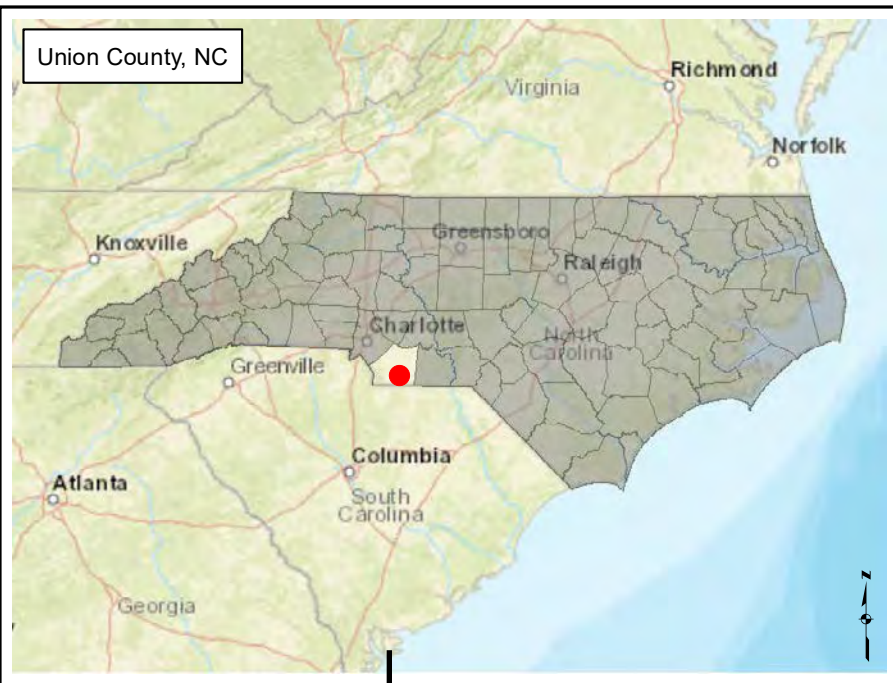 Union County, NC
Richmond
Virginia
Norfolk
Knoxville
Greensboro
Raleigh
Charlotte
North
Carolina
Greenville
Columbia
South
Carolina
Atlanta
Georgia
N